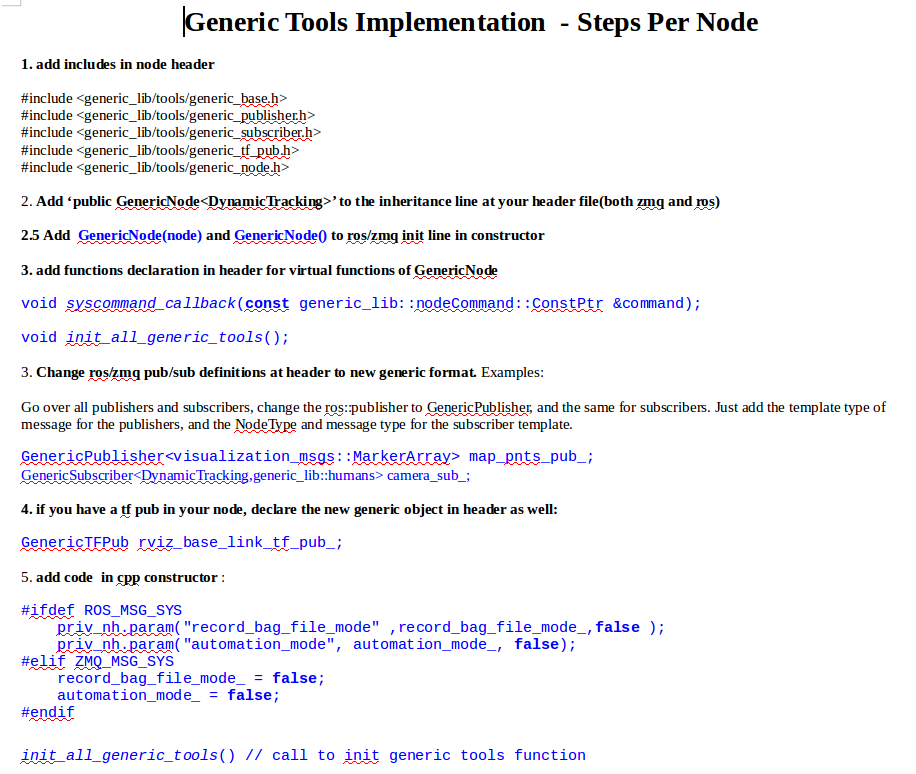 Generic Tools Implementation  - Steps Per Node
1. add includes in node header
#include <generic_lib/tools/generic_base.h>
#include <generic_lib/tools/generic_publisher.h>
#include <generic_lib/tools/generic_subscriber.h>
#include <generic_lib/tools/generic_tf_pub.h>
#include <generic_lib/tools/generic_node.h>
2. Add ‘public GenericNode<DynamicTracking>’ to the inheritance line at your header file(both zmq and ros)
2.5 Add  GenericNode(node) and GenericNode() to ros/zmq init line in constructor
3. add functions declaration in header for virtual functions of GenericNode
void syscommand_callback(const generic_lib::nodeCommand::ConstPtr &command);
void init_all_generic_tools();
3. Change ros/zmq pub/sub definitions at header to new generic format. Examples:
Go over all publishers and subscribers, change the ros::publisher to GenericPublisher, and the same for subscribers. Just add the template type of
message for the publishers, and the NodeType and message type for the subscriber template.
GenericPublisher<visualization_msgs::MarkerArray> map_pnts_pub_;
GenericSubscriber<DynamicTracking,generic_lib::humans> camera_sub_;
4. if you have a tf pub in your node, declare the new generic object in header as well:
GenericTFPub rviz_base_link_tf_pub_;
5. add code  in cpp constructor :
#ifdef ROS_MSG_SYS
    priv_nh.param("record_bag_file_mode" ,record_bag_file_mode_,false );
    priv_nh.param("automation_mode", automation_mode_, false);
#elif ZMQ_MSG_SYS
    record_bag_file_mode_ = false;
    automation_mode_ = false;
#endif
init_all_generic_tools() // call to init generic tools function